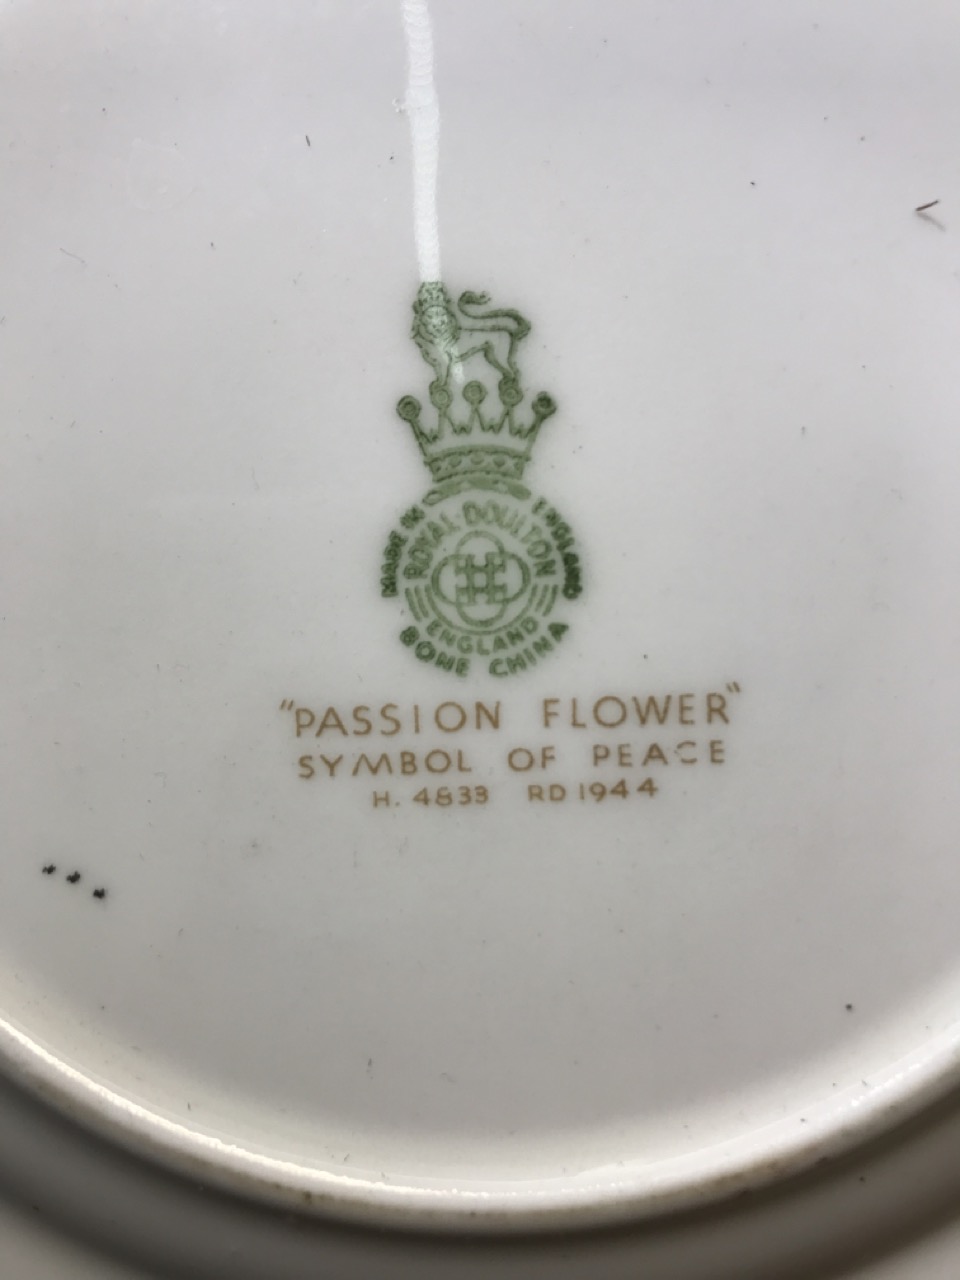 MADE IN ENGLAND
ROYAL DOULTON
ENGLAND
BONE CHINA
"PASSION FLOWER"
SYMBOL OF PEACE
H. 4833 RD 1944